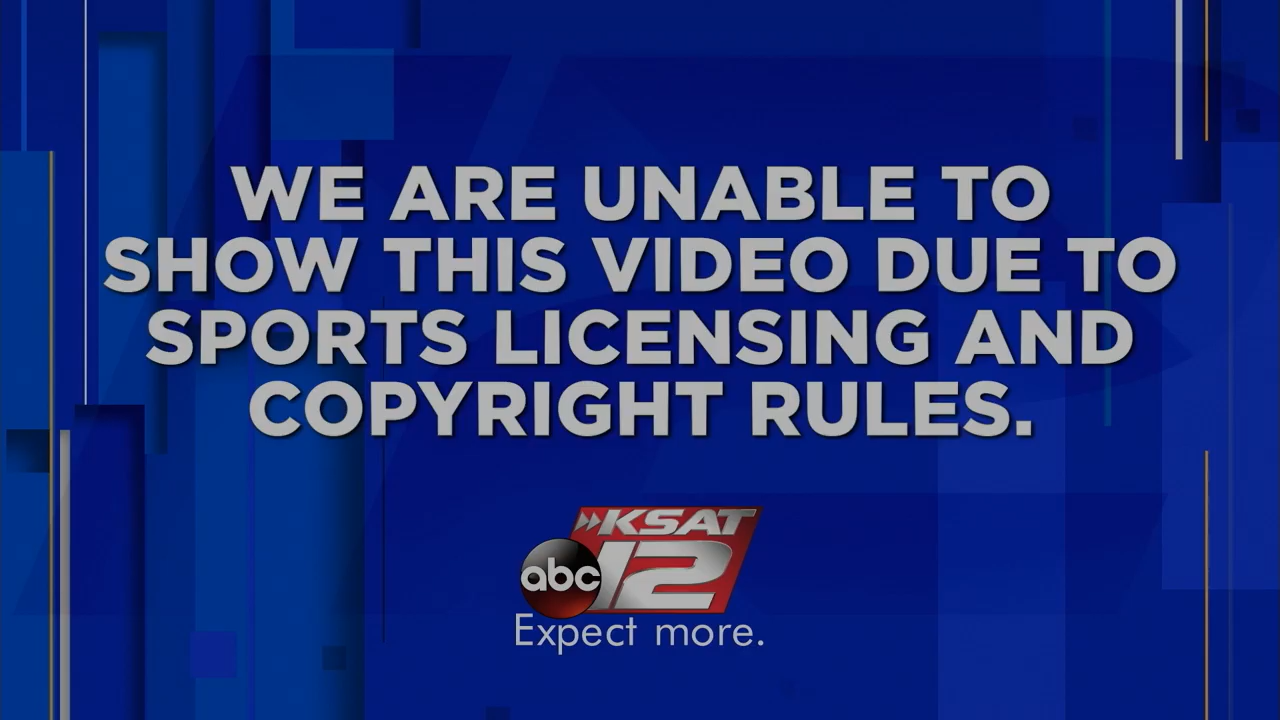 WE ARE UNABLE TO
SHOW THIS VIDEO DUE TO
SPORTS LICENSING AND
COPYRIGHT RULES.
KSAT
abc 12
Expect more.